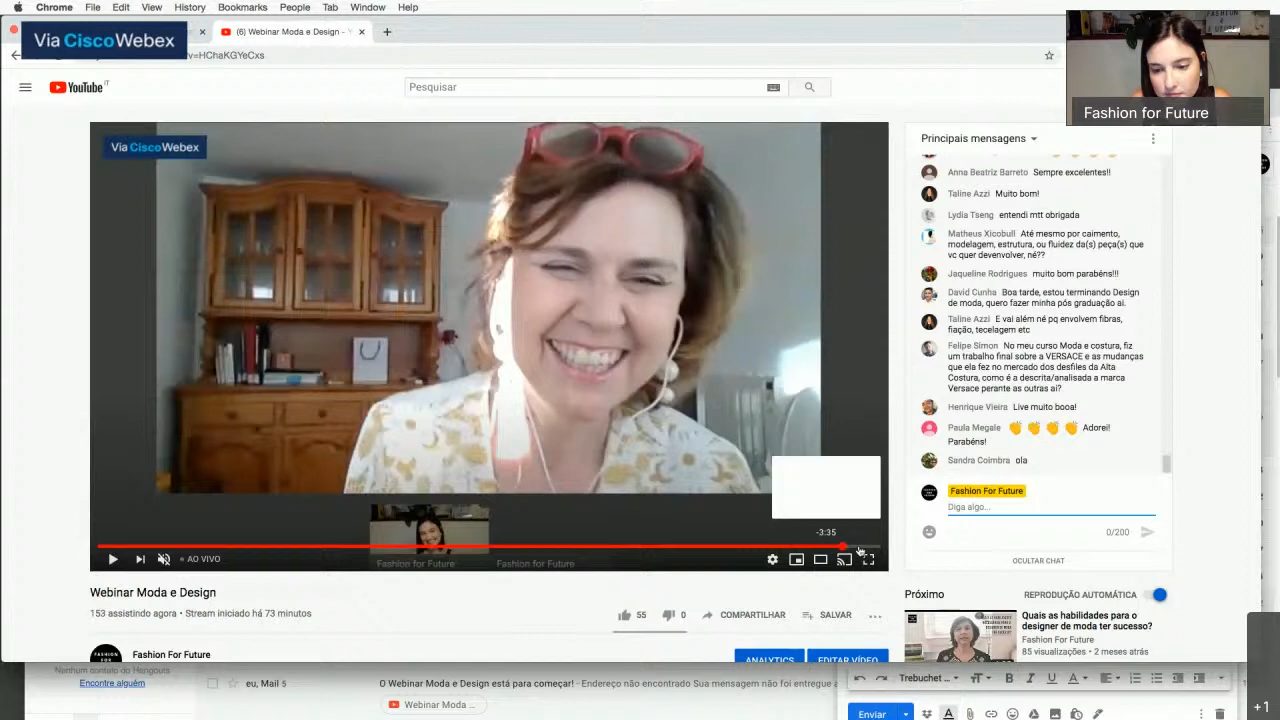 Chrome File Edit View History Bookmarks People Tab Window Help
Via CiscoWebex
(6) Webinar Moda e Design - Y
v=HChaKGYeCxs
YouTube IT
Pesquisar
Fashion for Future
Via CiscoWebex
-3:35
AO VIVO
Fashion for Future
Fashion for Future
Principais mensagens
Anna Beatriz Barreto Sempre excelentes!!
Taline Azzi Muito bom!
Lydia Tseng entendi mtt obrigada
Matheus Xicobull Até mesmo por caimento,
modelagem, estrutura, ou fluidez da(s) peça(s) que
vc quer devenvolver, né??
Jaqueline Rodrigues muito bom parabéns!!!
David Cunha Boa tarde, estou terminando Design
de moda, quero fazer minha pós graduação ai.
Taline Azzi E vai além né pq envolvem fibras,
fiação, tecelagem etc
Felipe Simon No meu curso Moda e costura, fiz
um trabalho final sobre a VERSACE e as mudanças
que ela fez no mercado dos desfiles da Alta
Costura, como é a descrita/analisada a marca
Versace perante as outras ai?
Henrique Vieira Live muito booa!
Paula Megale 👏 👏 👏 👏 Adorei!
Parabéns!
Sandra Coimbra ola
Fashion For Future
Diga algo...
0/200
OCULTAR CHAT
Webinar Moda e Design
153 assistindo agora • Stream iniciado há 73 minutos
55 0 COMPARTILHAR SALVAR
Fashion For Future
ANALYTICS EDITAR VÍDEO
Próximo REPRODUÇÃO AUTOMÁTICA
Quais as habilidades para o
designer de moda ter sucesso?
Fashion For Future
85 visualizações • 2 meses atrás
Nenhum contato do Hangouts
Encontre alguém
eu, Mail 5
O Webinar Moda e Design está para começar! - Endereço não encontrado Sua mensagem não foi entregue a
Webinar Moda ...
Trebuchet ...
Enviar
+1